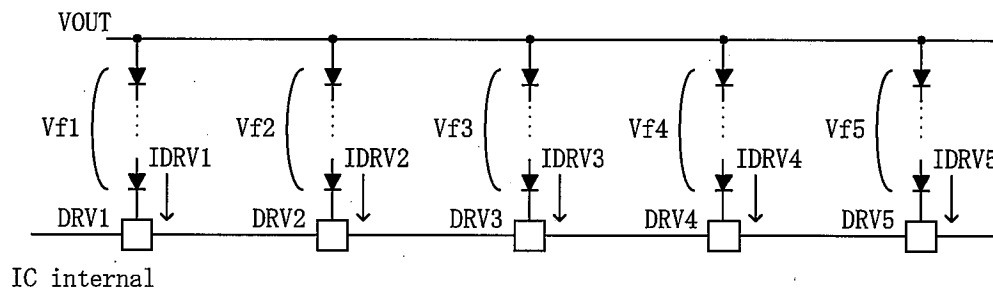 VOUT
Vf1 Vf2 Vf3 Vf4 Vf5
IDRV1 IDRV2 IDRV3 IDRV4 IDRV5
DRV1 DRV2 DRV3 DRV4 DRV5
IC internal